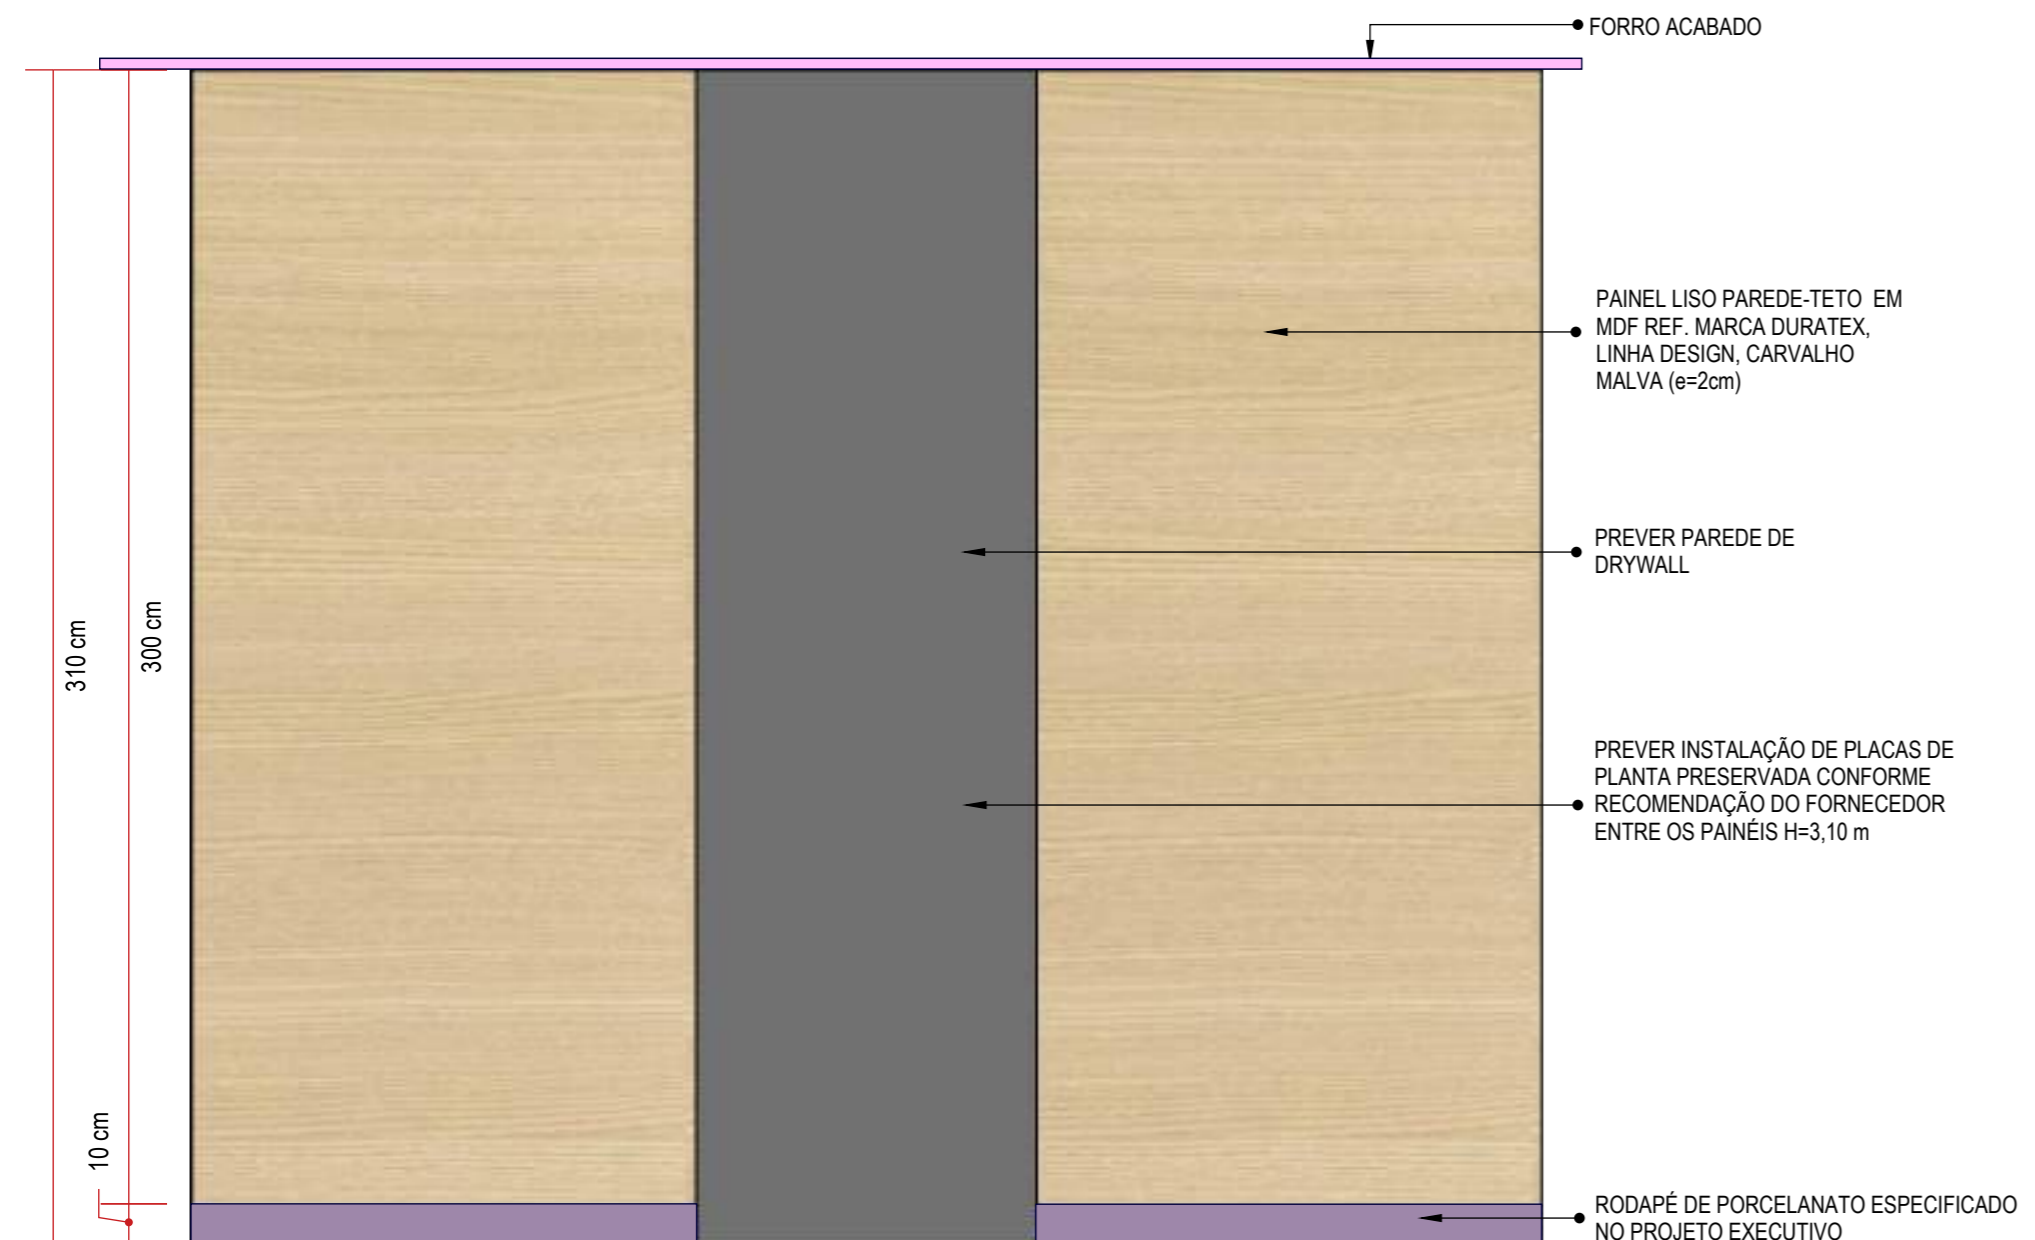 FORRO ACABADO
PAINEL LISO PAREDE-TETO EM
MDF REF. MARCA DURATEX,
LINHA DESIGN, CARVALHO
MALVA (e=2cm)
PREVER PAREDE DE
DRYWALL
310 cm
300 cm
PREVER INSTALAÇÃO DE PLACAS DE
PLANTA PRESERVADA CONFORME
RECOMENDAÇÃO DO FORNECEDOR
ENTRE OS PAINÉIS H=3,10 m
10 cm
RODAPÉ DE PORCELANATO ESPECIFICADO
NO PROJETO EXECUTIVO